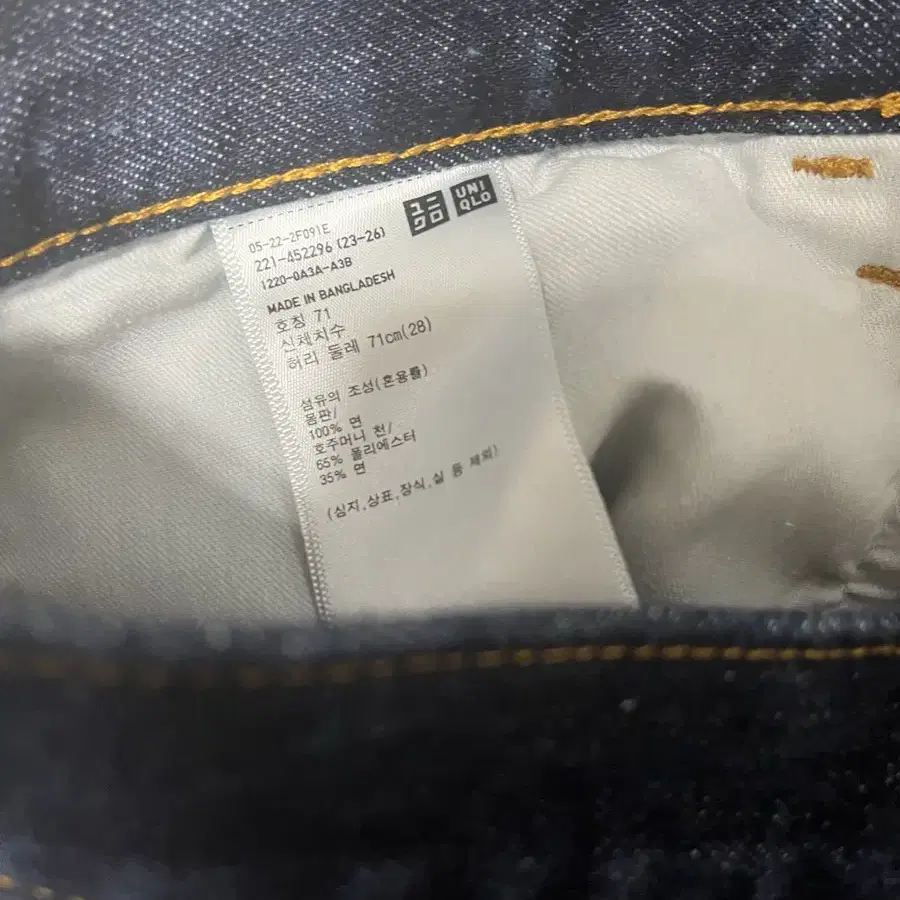 ユニ
クロ
UNI
QLO
05-22-2F091E
221-452296 (23-26)
1220-0A3A-A3B
MADE IN BANGLADESH
호칭 71
신체치수
허리 둘레 71cm(28)
섬유의 조성(혼용률)
몸판/
100% 면
호주머니 천/
65% 폴리에스터
35% 면
(심지,상표,장식,실 등 제외)